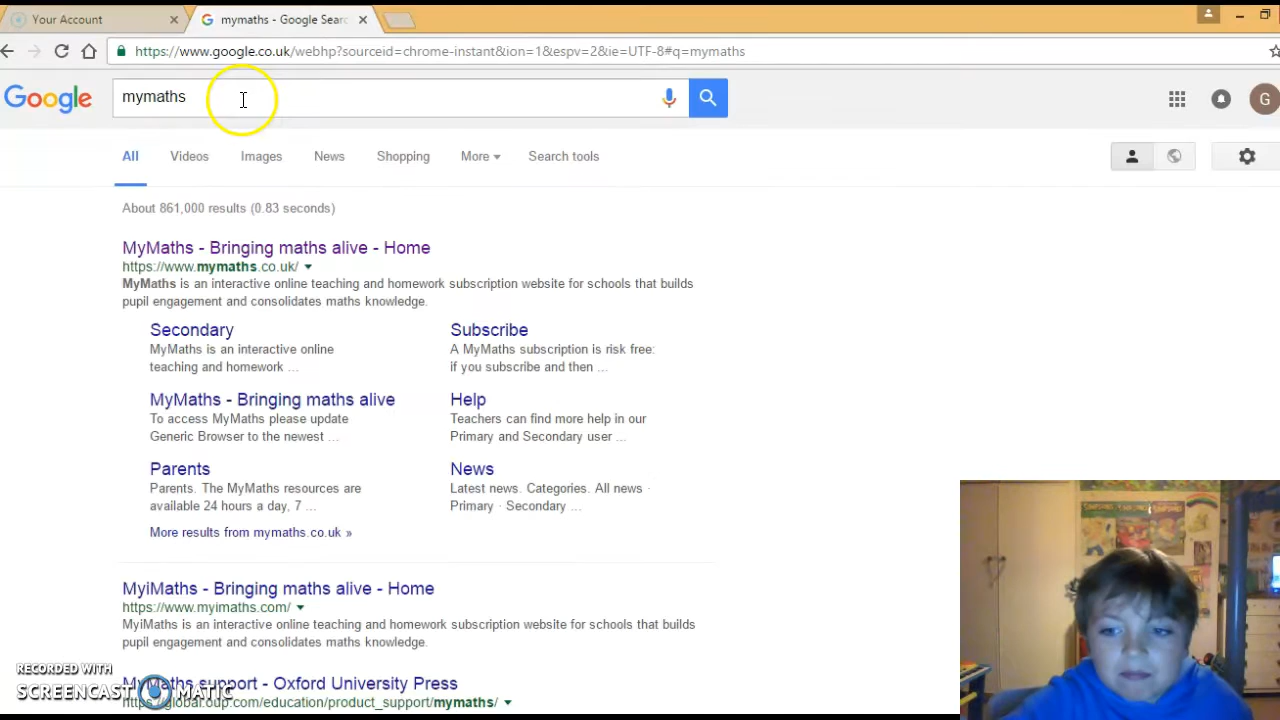 Your Account
mymaths - Google Sear
https://www.google.co.uk/webhp?sourceid=chrome-instant&ion=1&espv=2&ie=UTF-8#q=mymaths
Google
mymaths
G
All Videos Images News Shopping More Search tools
About 861,000 results (0.83 seconds)
MyMaths - Bringing maths alive - Home
https://www.mymaths.co.uk/
MyMaths is an interactive online teaching and homework subscription website for schools that builds
pupil engagement and consolidates maths knowledge.
Secondary
MyMaths is an interactive online
teaching and homework ...
Subscribe
A MyMaths subscription is risk free:
if you subscribe and then ...
MyMaths - Bringing maths alive
To access MyMaths please update
Generic Browser to the newest ...
Help
Teachers can find more help in our
Primary and Secondary user ...
Parents
Parents. The MyMaths resources are
available 24 hours a day, 7 ...
News
Latest news. Categories. All news ·
Primary · Secondary ...
More results from mymaths.co.uk »
MyiMaths - Bringing maths alive - Home
https://www.myimaths.com/
MyiMaths is an interactive online teaching and homework subscription website for schools that builds
pupil engagement and consolidates maths knowledge.
MyMaths support - Oxford University Press
https://global.oup.com/education/product_support/mymaths/
RECORDED WITH
SCREENCAST MATIC